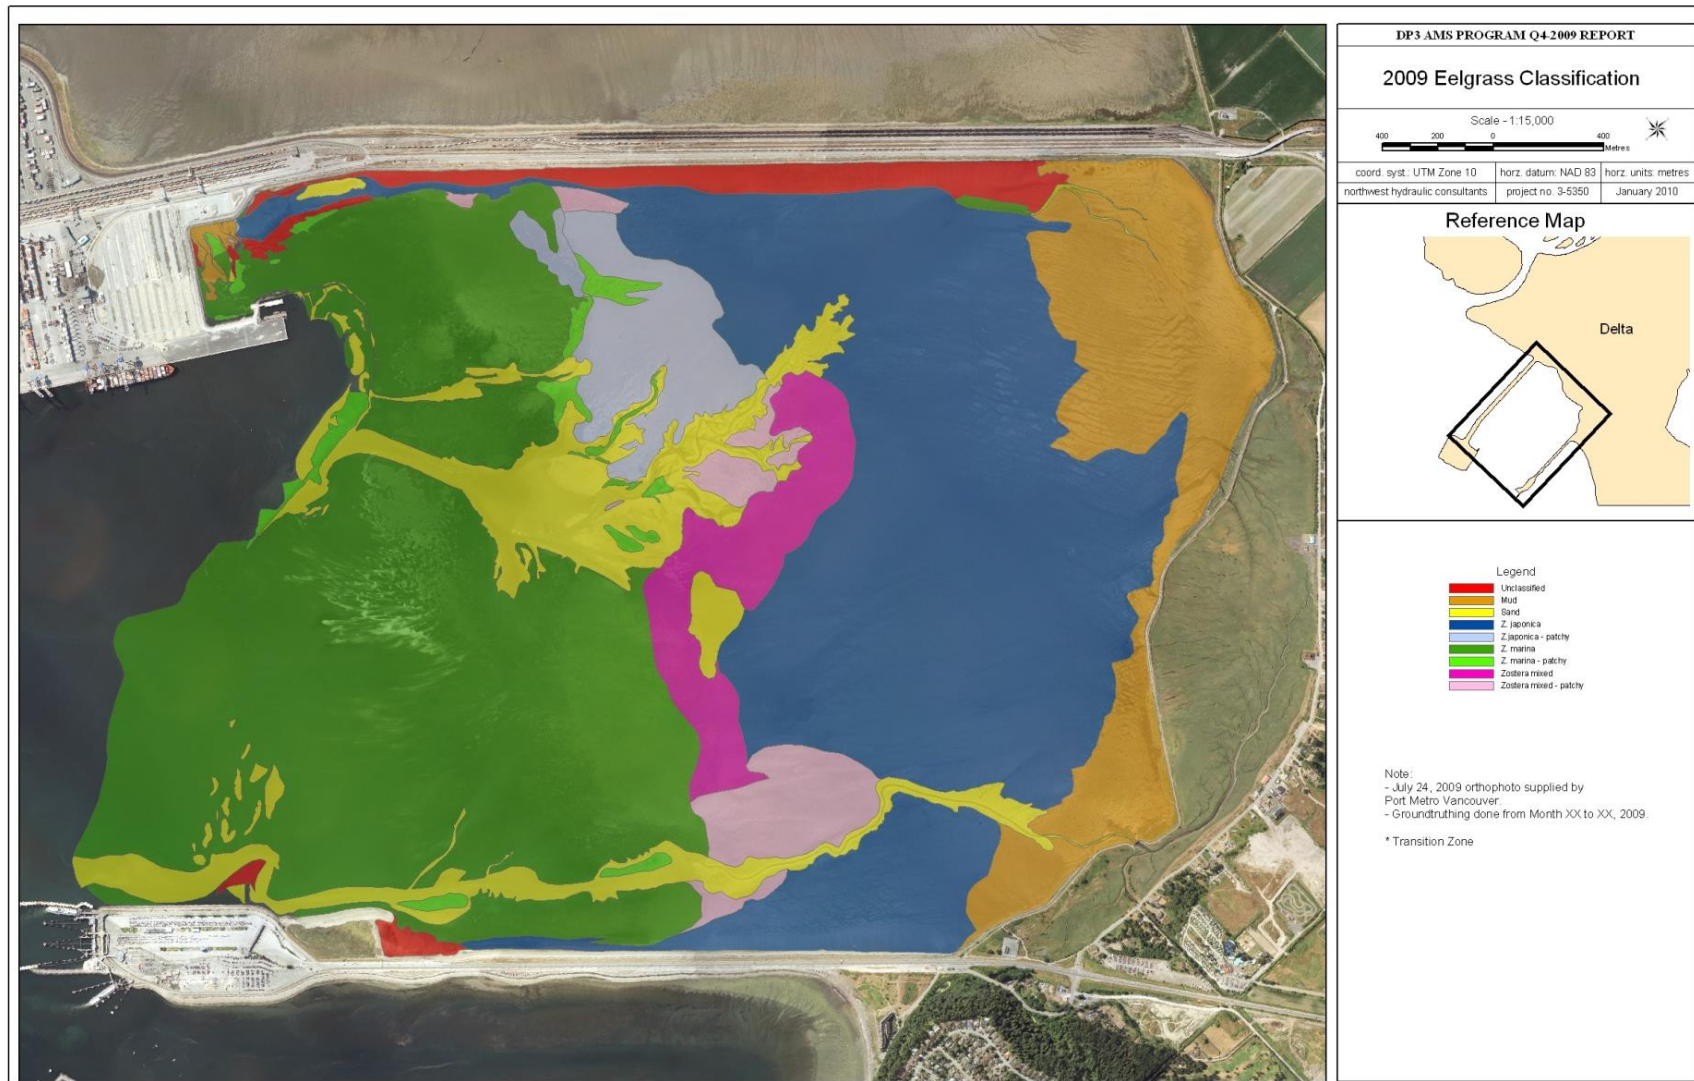 DP3 AMS PROGRAM Q4-2009 REPORT
2009 Eelgrass Classification
Scale - 1:15,000
400 200 0 400
Metres
coord. syst.: UTM Zone 10 horz. datum: NAD 83 horz. units: metres
northwest hydraulic consultants project no. 3-5350 January 2010
Reference Map
Delta
Legend
Unclassified
Mud
Sand
Z. japonica
Z.japonica - patchy
Z. marina
Z. marina - patchy
Zostera mixed
Zostera mixed - patchy
Note:
- July 24, 2009 orthophoto supplied by
Port Metro Vancouver.
- Groundtruthing done from Month XX to XX, 2009.
* Transition Zone